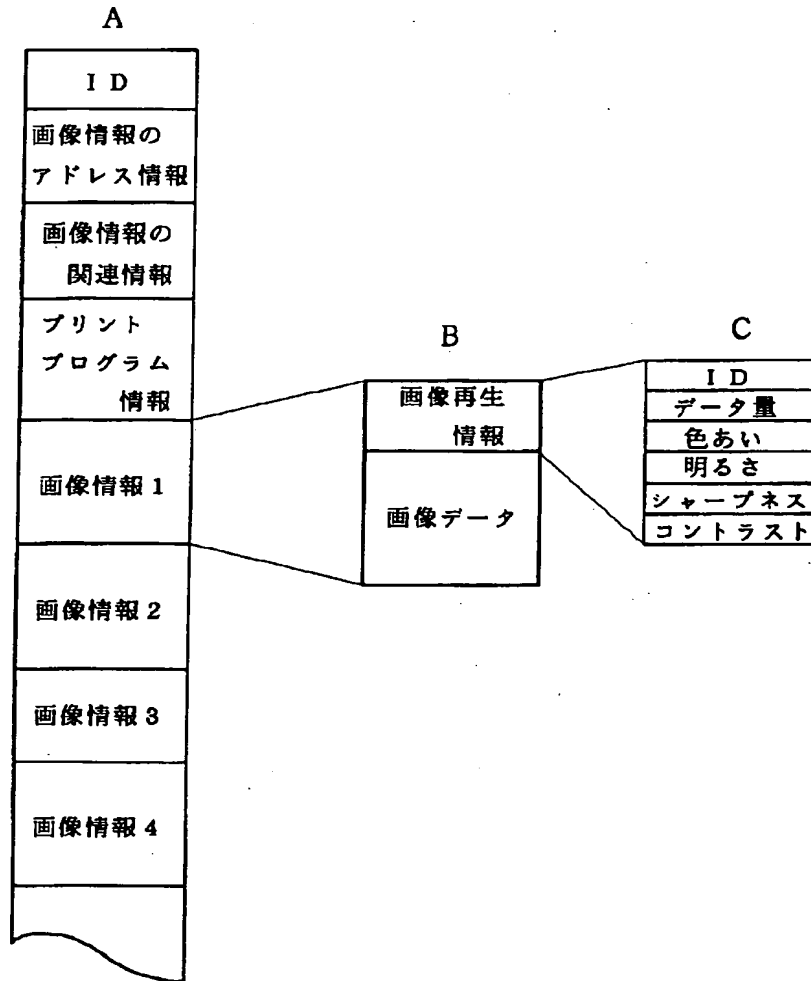 A
ID
画像情報の
アドレス情報
画像情報の
関連情報
プリント
プログラム
情報
画像情報1
画像情報2
画像情報3
画像情報4
B
画像再生
情報
画像データ
C
ID
データ量
色あい
明るさ
シャープネス
コントラスト